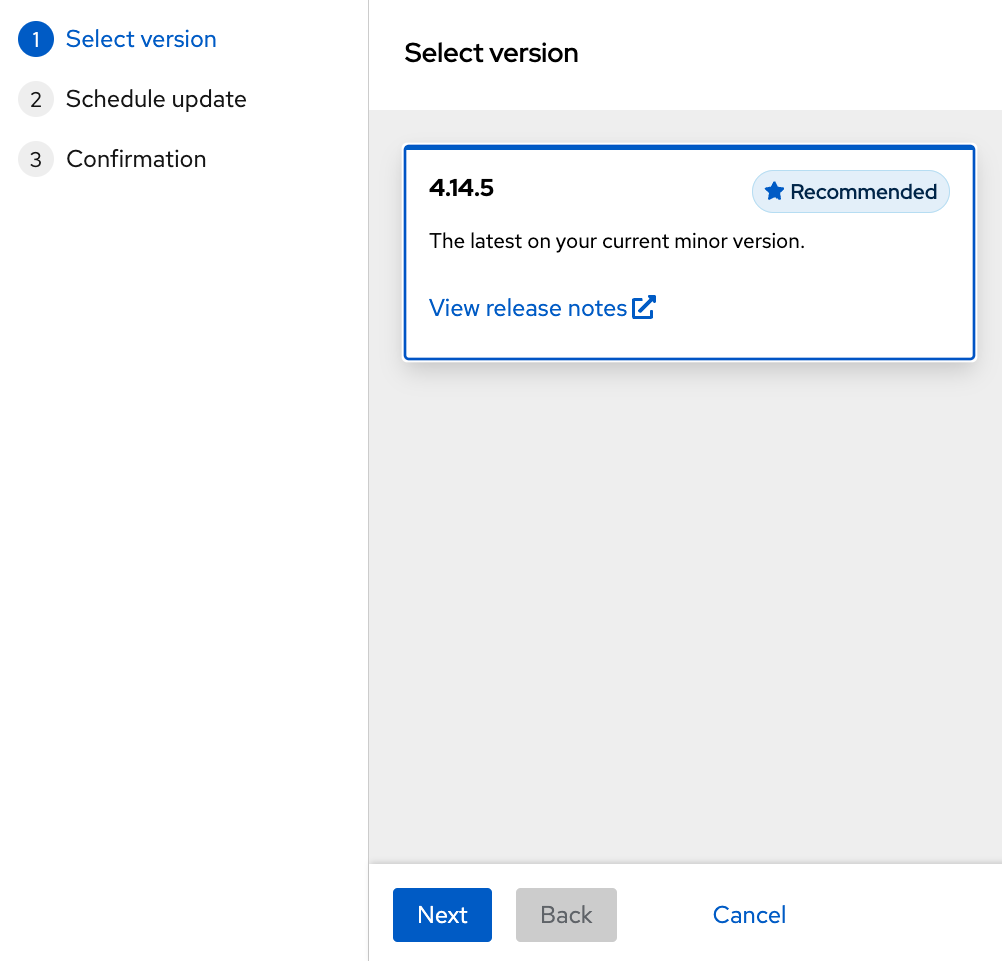 1 Select version
2 Schedule update
3 Confirmation
Select version
4.14.5
Recommended
The latest on your current minor version.
View release notes
Next
Back
Cancel